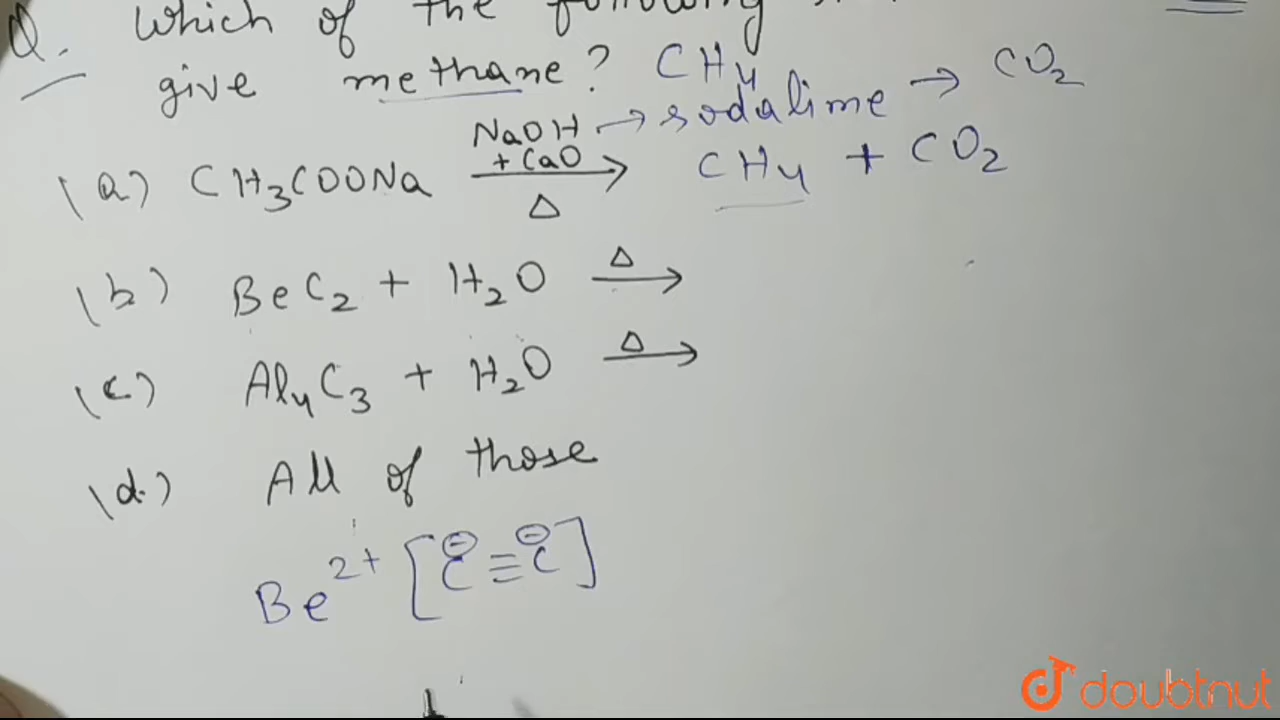 Q. Which of the following
give methane? CH4
NaOH → sodalime → CO2
(a) CH3COONa + CaO → CH4 + CO2
Δ
(b) BeC2 + H2O Δ→
(c) Al4C3 + H2O Δ→
(d.) All of those
Be2+ [C⊖≡C⊖]
doubtnut